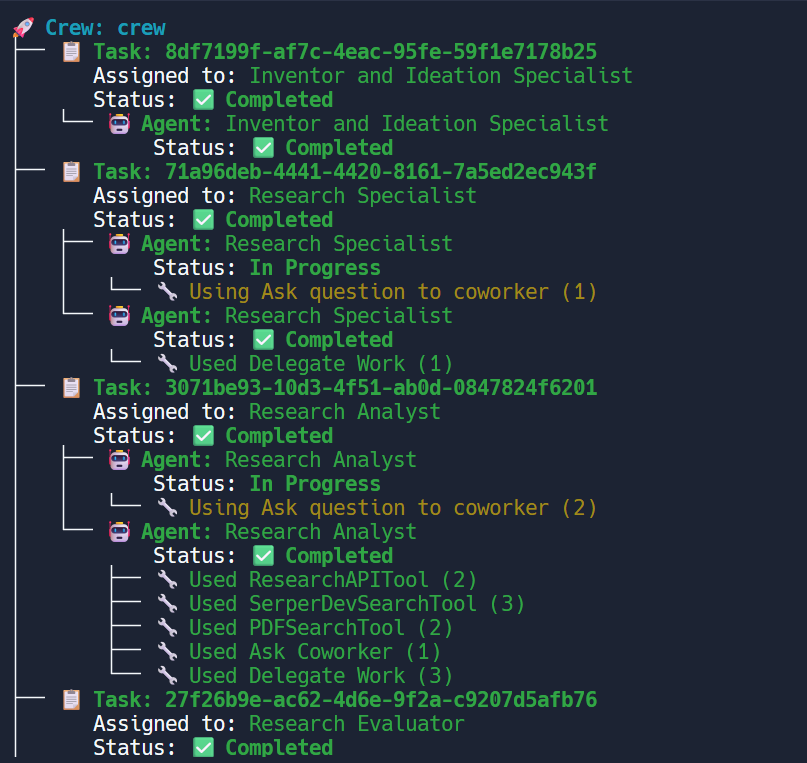 🚀 Crew: crew
📋 Task: 8df7199f-af7c-4eac-95fe-59f1e7178b25
Assigned to: Inventor and Ideation Specialist
Status: ✅ Completed
🤖 Agent: Inventor and Ideation Specialist
Status: ✅ Completed
📋 Task: 71a96deb-4441-4420-8161-7a5ed2ec943f
Assigned to: Research Specialist
Status: ✅ Completed
🤖 Agent: Research Specialist
Status: In Progress
🔧 Using Ask question to coworker (1)
🤖 Agent: Research Specialist
Status: ✅ Completed
🔧 Used Delegate Work (1)
📋 Task: 3071be93-10d3-4f51-ab0d-0847824f6201
Assigned to: Research Analyst
Status: ✅ Completed
🤖 Agent: Research Analyst
Status: In Progress
🔧 Using Ask question to coworker (2)
🤖 Agent: Research Analyst
Status: ✅ Completed
🔧 Used ResearchAPITool (2)
🔧 Used SerperDevSearchTool (3)
🔧 Used PDFSearchTool (2)
🔧 Used Ask Coworker (1)
🔧 Used Delegate Work (3)
📋 Task: 27f26b9e-ac62-4d6e-9f2a-c9207d5afb76
Assigned to: Research Evaluator
Status: ✅ Completed